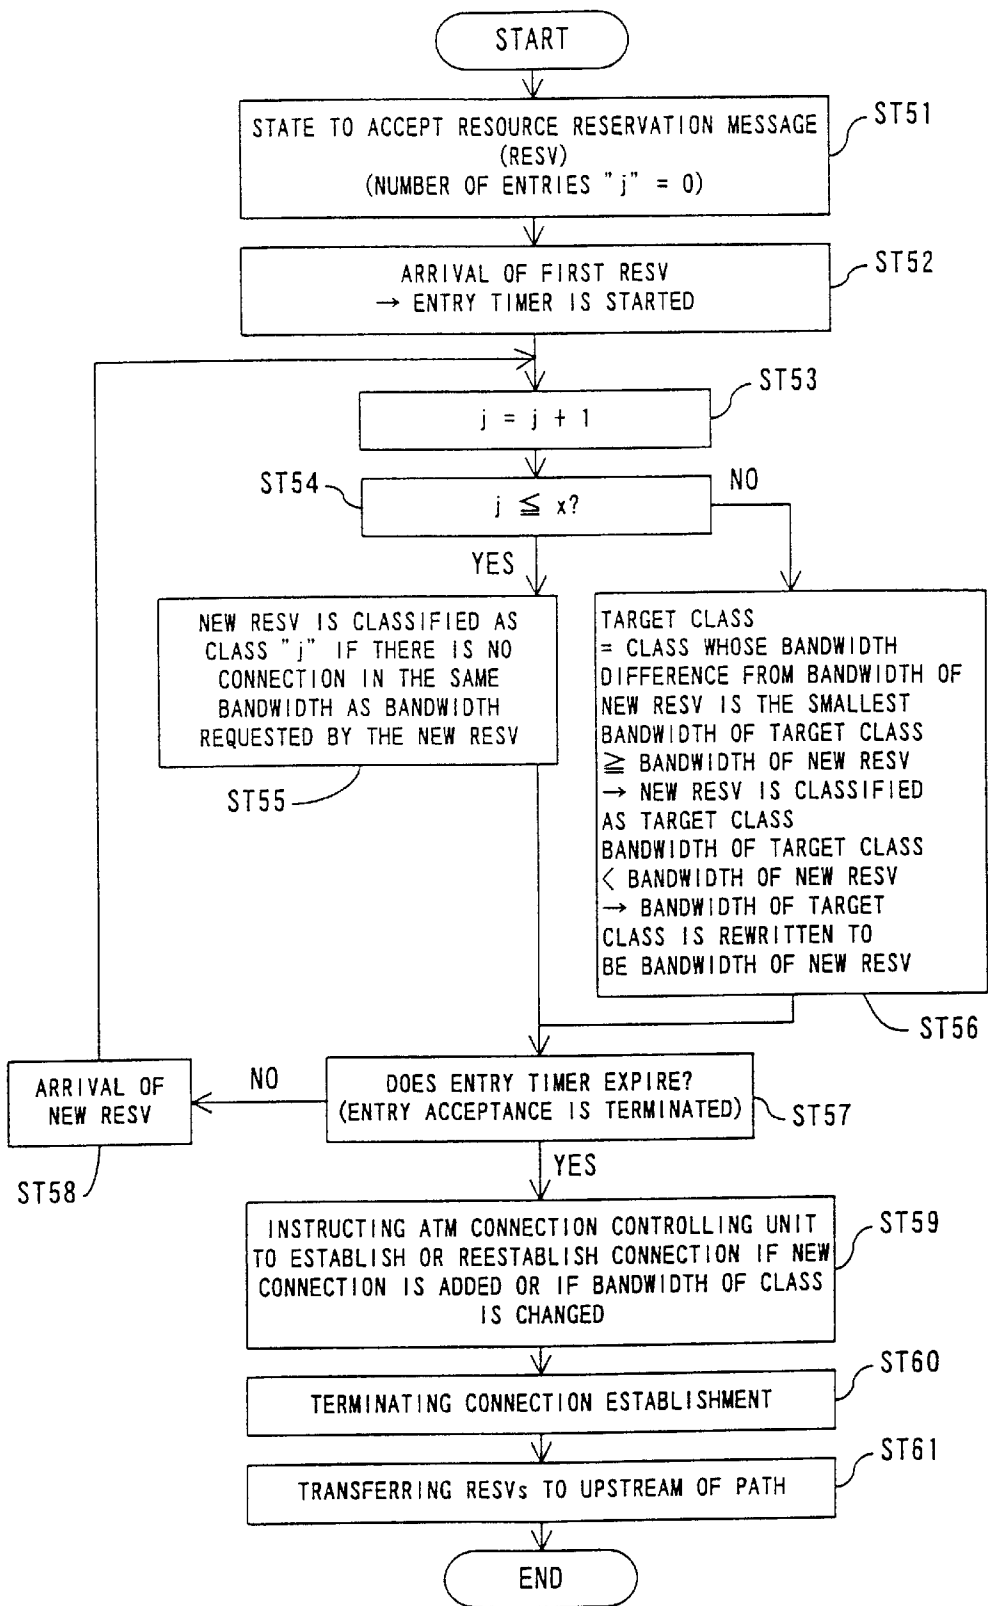 START
STATE TO ACCEPT RESOURCE RESERVATION MESSAGE
(RESV)
(NUMBER OF ENTRIES "j" = 0)
ST51
ARRIVAL OF FIRST RESV
→ ENTRY TIMER IS STARTED
ST52
j = j + 1
ST53
j ≦ x?
ST54
NO
YES
NEW RESV IS CLASSIFIED AS
CLASS "j" IF THERE IS NO
CONNECTION IN THE SAME
BANDWIDTH AS BANDWIDTH
REQUESTED BY THE NEW RESV
ST55
TARGET CLASS
= CLASS WHOSE BANDWIDTH
DIFFERENCE FROM BANDWIDTH OF
NEW RESV IS THE SMALLEST
BANDWIDTH OF TARGET CLASS
≧ BANDWIDTH OF NEW RESV
→ NEW RESV IS CLASSIFIED
AS TARGET CLASS
BANDWIDTH OF TARGET CLASS
< BANDWIDTH OF NEW RESV
→ BANDWIDTH OF TARGET
CLASS IS REWRITTEN TO
BE BANDWIDTH OF NEW RESV
ST56
DOES ENTRY TIMER EXPIRE?
(ENTRY ACCEPTANCE IS TERMINATED)
ST57
NO
ARRIVAL OF
NEW RESV
ST58
YES
INSTRUCTING ATM CONNECTION CONTROLLING UNIT
TO ESTABLISH OR REESTABLISH CONNECTION IF NEW
CONNECTION IS ADDED OR IF BANDWIDTH OF CLASS
IS CHANGED
ST59
TERMINATING CONNECTION ESTABLISHMENT
ST60
TRANSFERRING RESVs TO UPSTREAM OF PATH
ST61
END